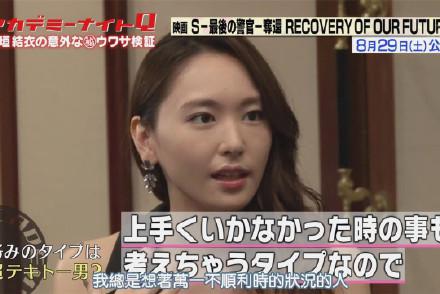 カデミーナイトQ
垣結衣の意外な㊙ウワサ検証
映画 S-最後の警官-奪還 RECOVERY OF OUR FUTUR
8月29日(土)公
みのタイプは
テキトー男?
上手くいかなかった時の事も
考えちゃうタイプなので
我總是想著萬一不順利時的狀況的人